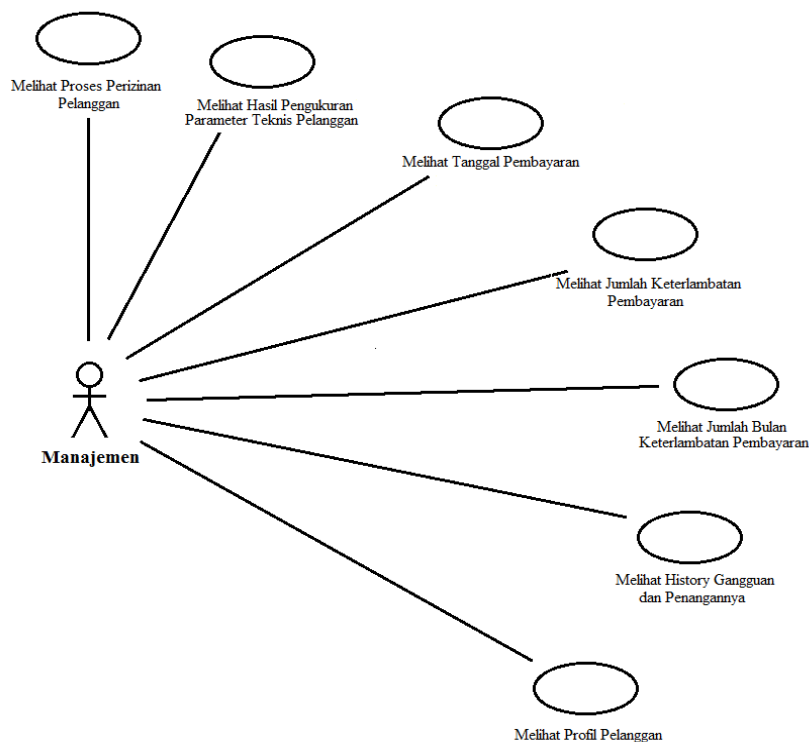 Melihat Proses Perizinan
Pelanggan
Melihat Hasil Pengukuran
Parameter Teknis Pelanggan
Melihat Tanggal Pembayaran
Melihat Jumlah Keterlambatan
Pembayaran
Melihat Jumlah Bulan
Keterlambatan Pembayaran
Manajemen
Melihat History Gangguan
dan Penangannya
Melihat Profil Pelanggan